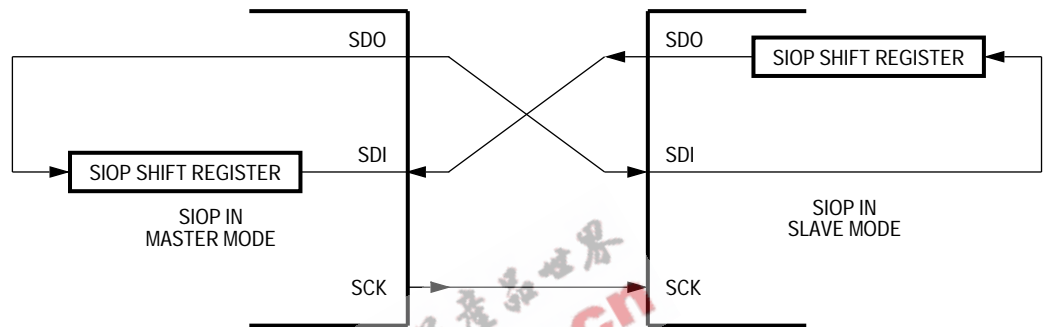 SDO
SDO
SIOP SHIFT REGISTER
SDI
SDI
SIOP SHIFT REGISTER
SIOP IN
MASTER MODE
SIOP IN
SLAVE MODE
SCK
SCK